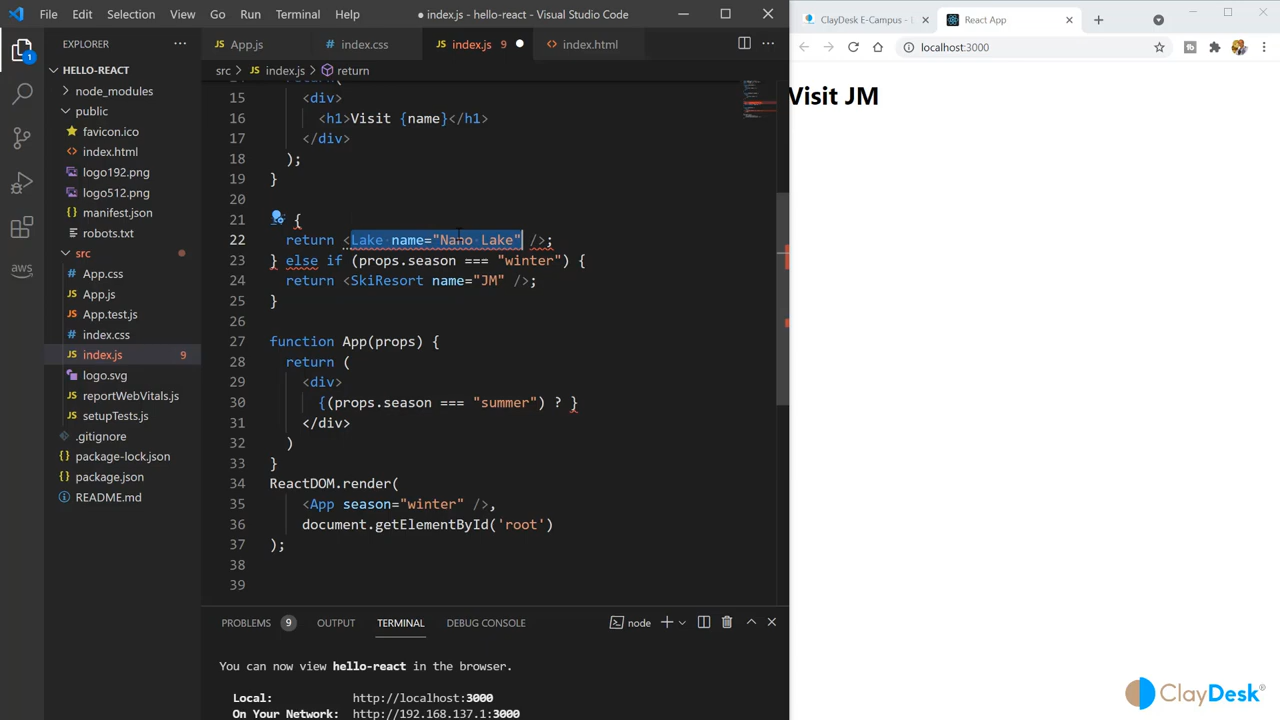 File Edit Selection View Go Run Terminal Help
● index.js - hello-react - Visual Studio Code
ClayDesk E-Campus - L
React App
localhost:3000
EXPLORER
HELLO-REACT
node_modules
public
favicon.ico
index.html
logo192.png
logo512.png
manifest.json
robots.txt
src
App.css
App.js
App.test.js
index.css
index.js 9
logo.svg
reportWebVitals.js
setupTests.js
.gitignore
package-lock.json
package.json
README.md
1
aws
App.js
index.css
index.js 9 ●
index.html
src > index.js > return
return(
15 <div>
16 <h1>Visit {name}</h1>
17 </div>
18 );
19 }
20
21 {
22 return <Lake name="Nano Lake" />;
23 } else if (props.season === "winter") {
24 return <SkiResort name="JM" />;
25 }
26
27 function App(props) {
28 return (
29 <div>
30 {(props.season === "summer") ? }
31 </div>
32 )
33 }
34 ReactDOM.render(
35 <App season="winter" />,
36 document.getElementById('root')
37 );
38
39
PROBLEMS 9 OUTPUT TERMINAL DEBUG CONSOLE
node
You can now view hello-react in the browser.
Local: http://localhost:3000
On Your Network: http://192.168.137.1:3000
Visit JM
ClayDesk®